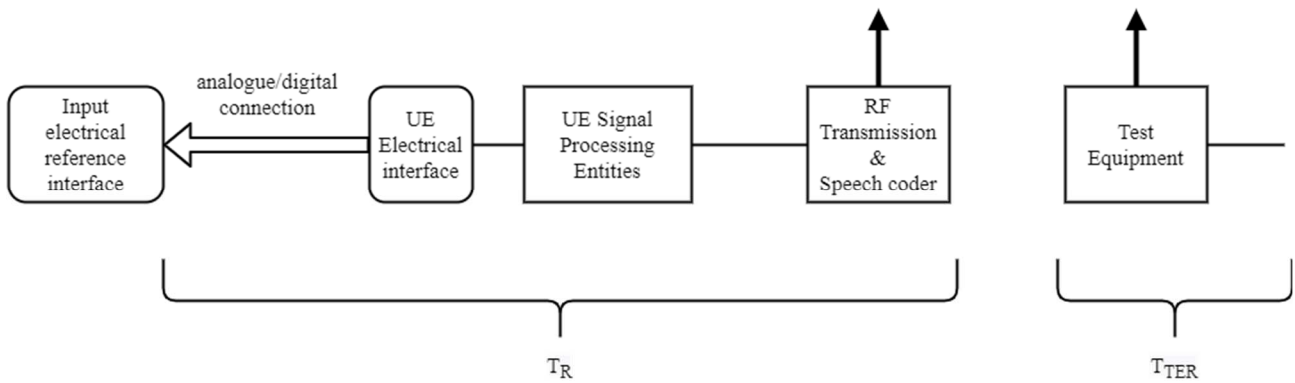 Input
electrical
reference
interface
analogue/digital
connection
UE
Electrical
interface
UE Signal
Processing
Entities
RF
Transmission
&
Speech coder
Test
Equipment
TR
TTER